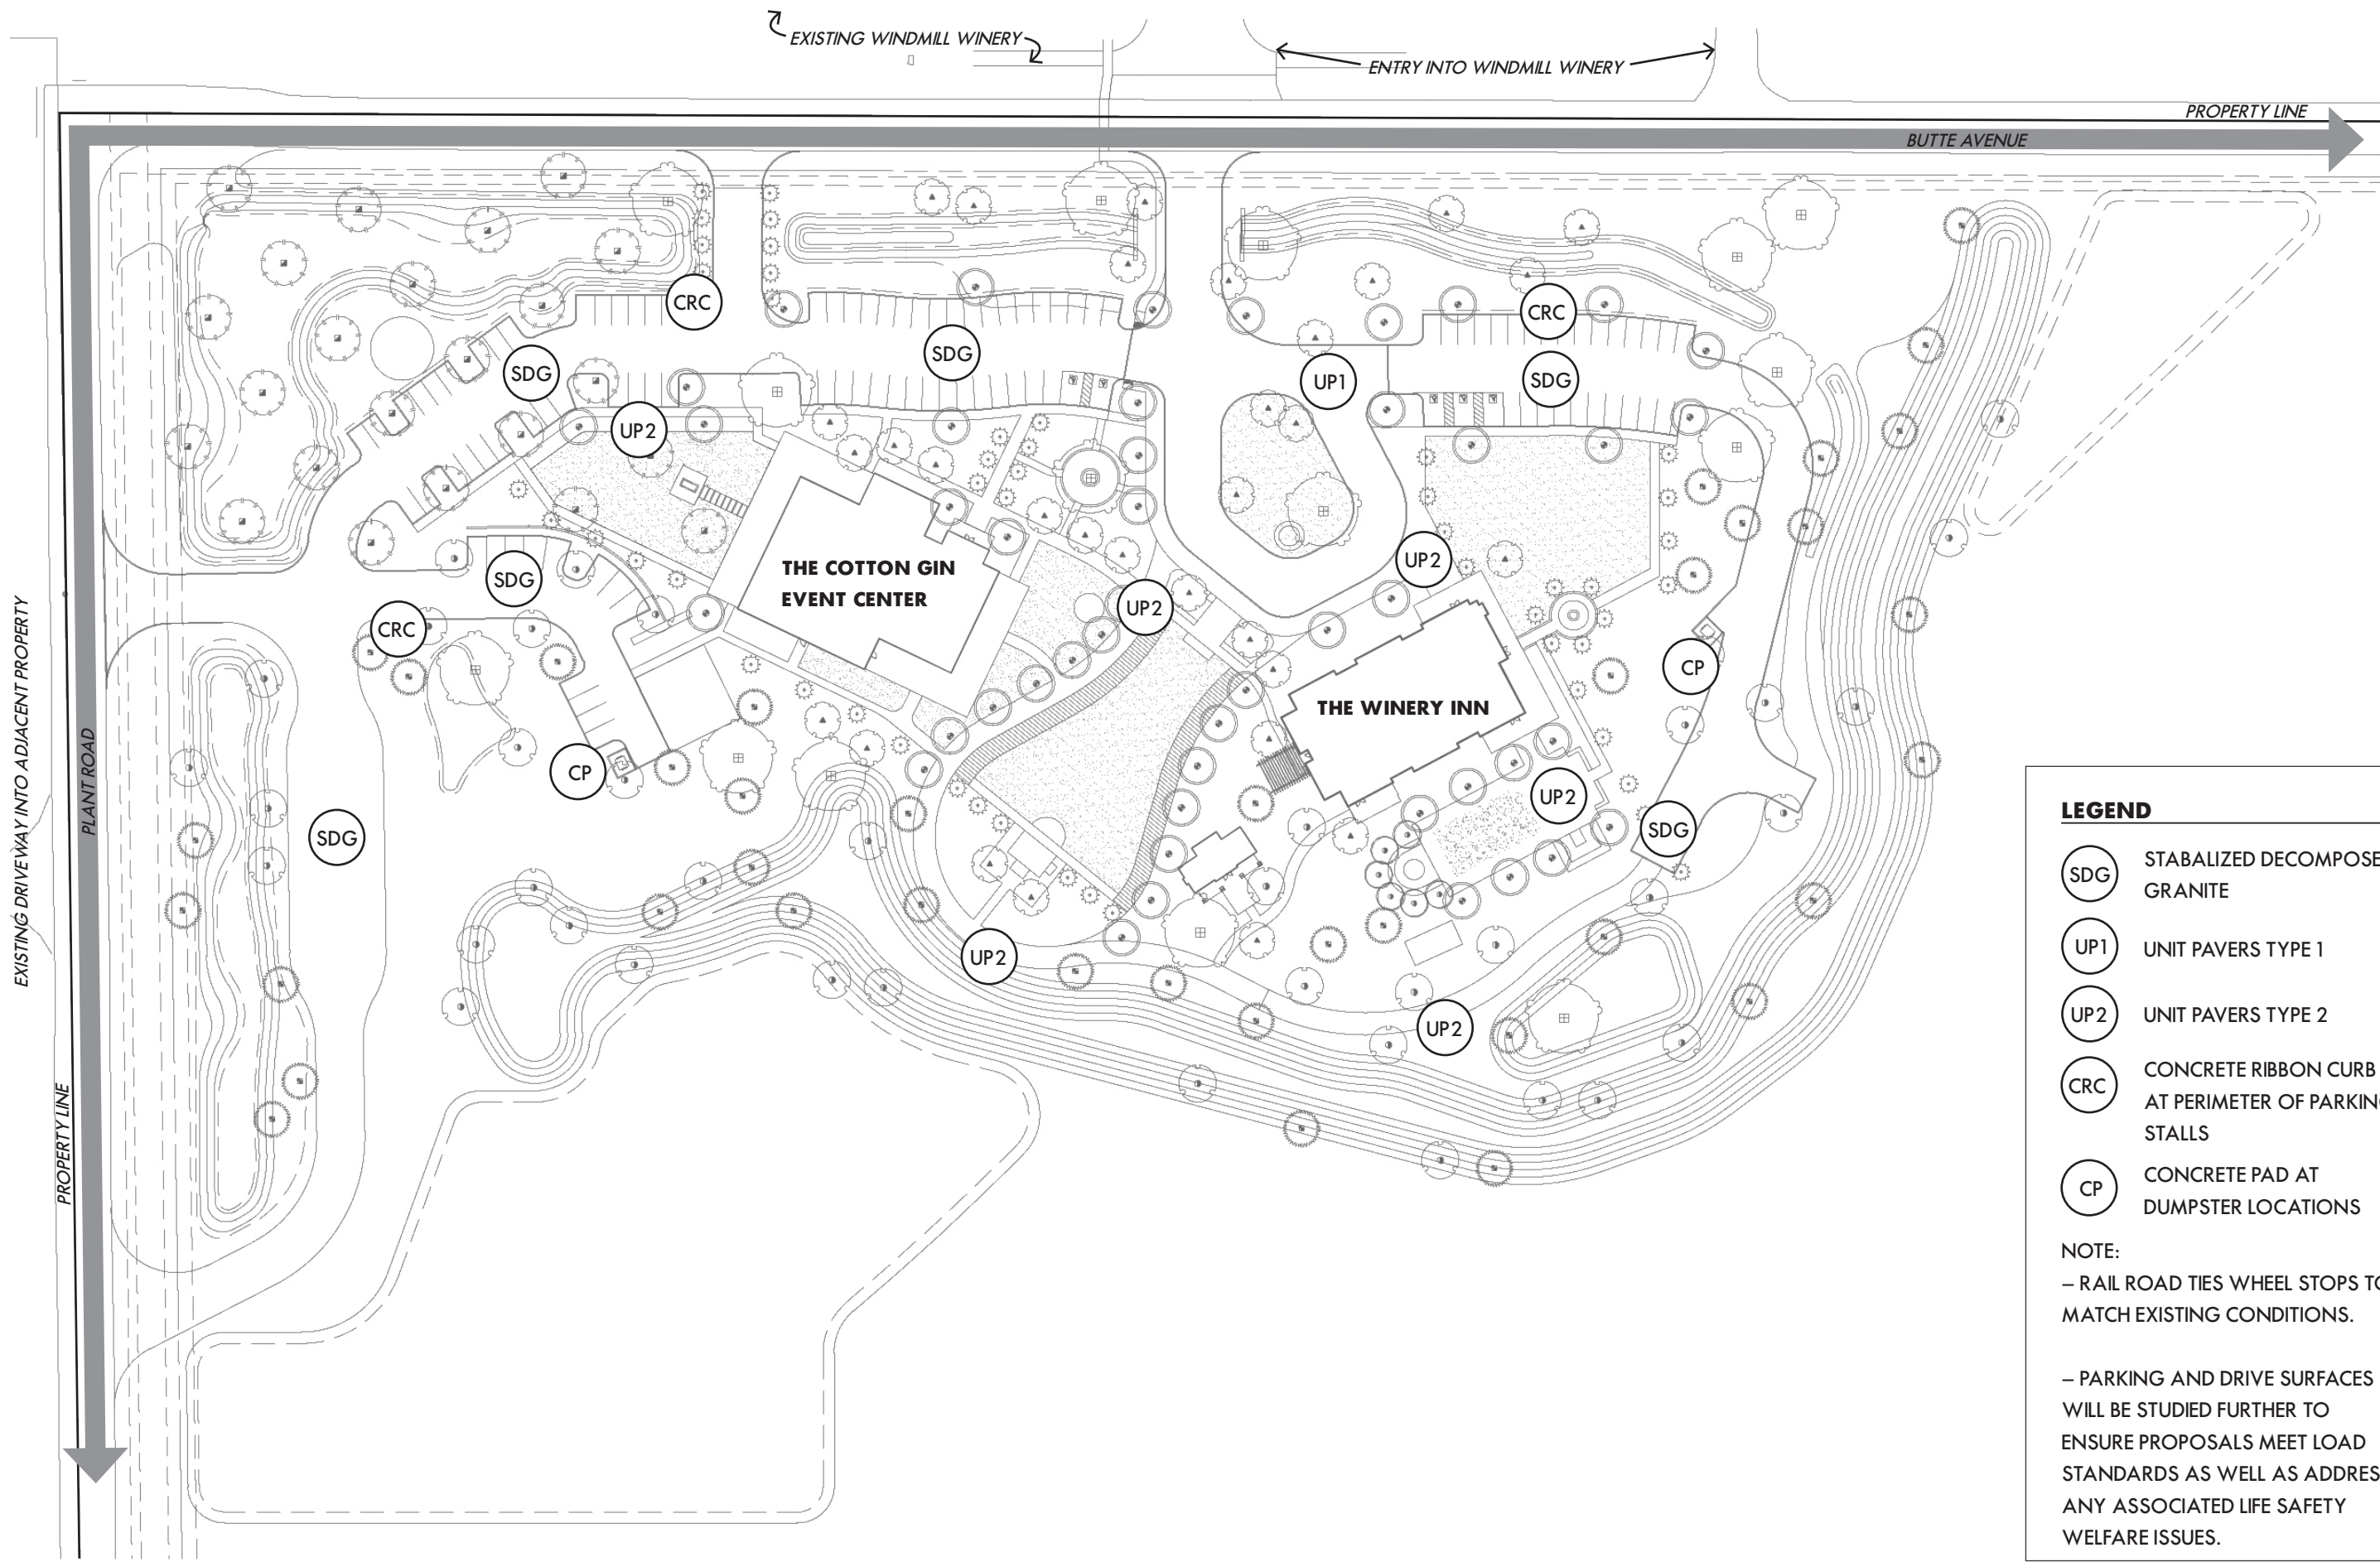 EXISTING WINDMILL WINERY
ENTRY INTO WINDMILL WINERY
PROPERTY LINE
BUTTE AVENUE
CRC
CRC
SDG
SDG
SDG
UP1
UP2
UP2
THE COTTON GIN
EVENT CENTER
SDG
UP2
CRC
CP
THE WINERY INN
CP
UP2
SDG
SDG
UP2
UP2
EXISTING DRIVEWAY INTO ADJACENT PROPERTY
PLANT ROAD
PROPERTY LINE
LEGEND
SDG
STABALIZED DECOMPOSE
GRANITE
UP1
UNIT PAVERS TYPE 1
UP2
UNIT PAVERS TYPE 2
CRC
CONCRETE RIBBON CURB
AT PERIMETER OF PARKIN
STALLS
CP
CONCRETE PAD AT
DUMPSTER LOCATIONS
NOTE:
– RAIL ROAD TIES WHEEL STOPS TO
MATCH EXISTING CONDITIONS.
– PARKING AND DRIVE SURFACES
WILL BE STUDIED FURTHER TO
ENSURE PROPOSALS MEET LOAD
STANDARDS AS WELL AS ADDRES
ANY ASSOCIATED LIFE SAFETY
WELFARE ISSUES.